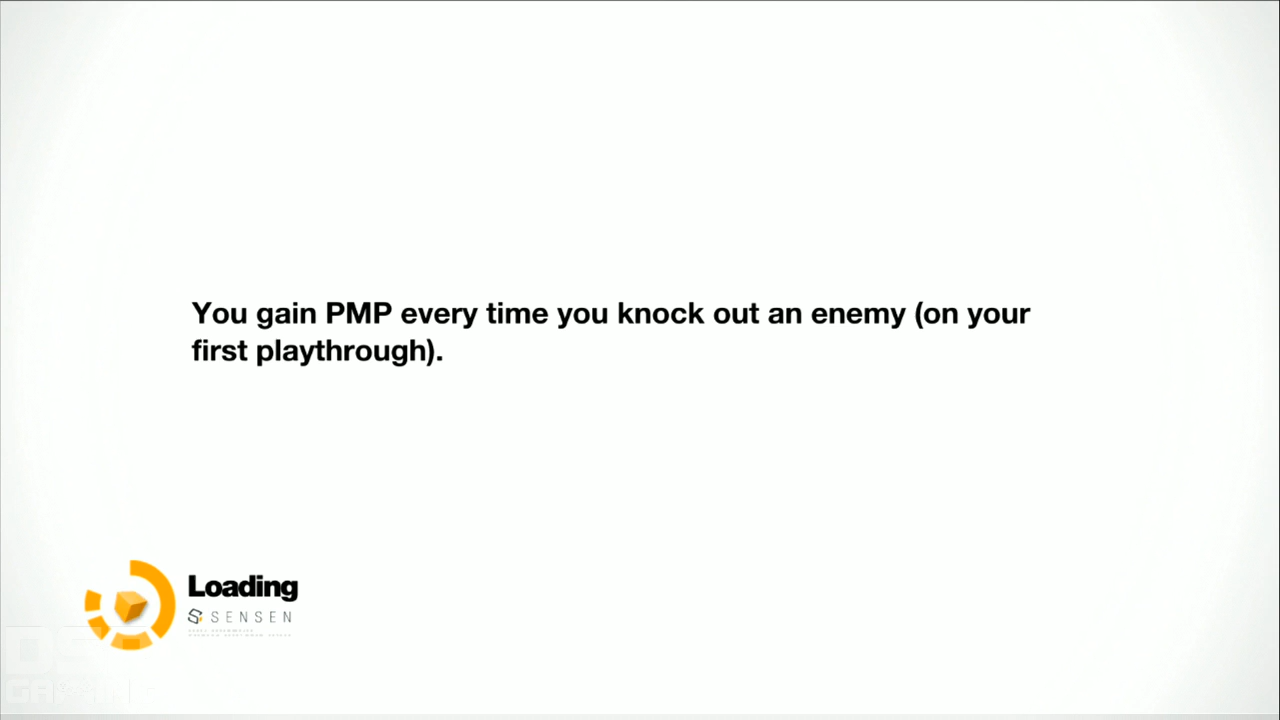 You gain PMP every time you knock out an enemy (on your
first playthrough).
Loading
SENSEN